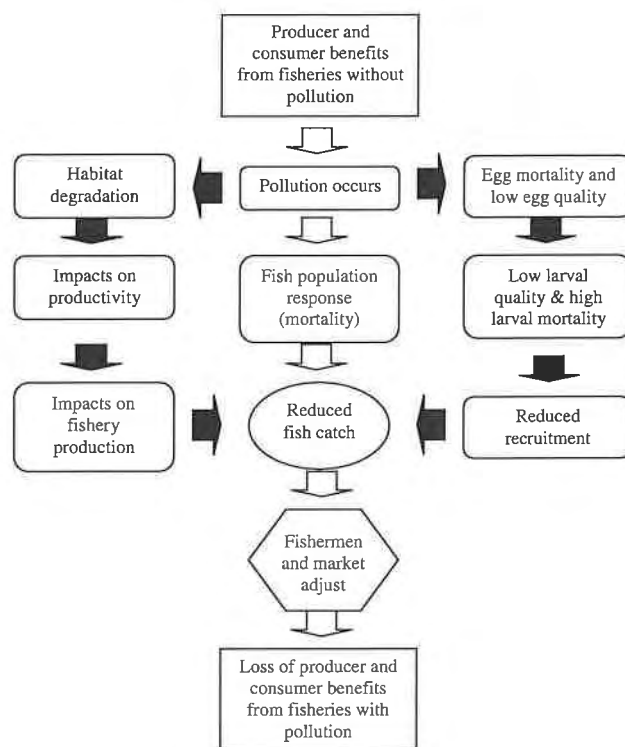 Producer and
consumer benefits
from fisheries without
pollution
Habitat
degradation
Pollution occurs
Egg mortality and
low egg quality
Impacts on
productivity
Fish population
response
(mortality)
Low larval
quality & high
larval mortality
Impacts on
fishery
production
Reduced
fish catch
Reduced
recruitment
Fishermen
and market
adjust
Loss of producer and
consumer benefits
from fisheries with
pollution